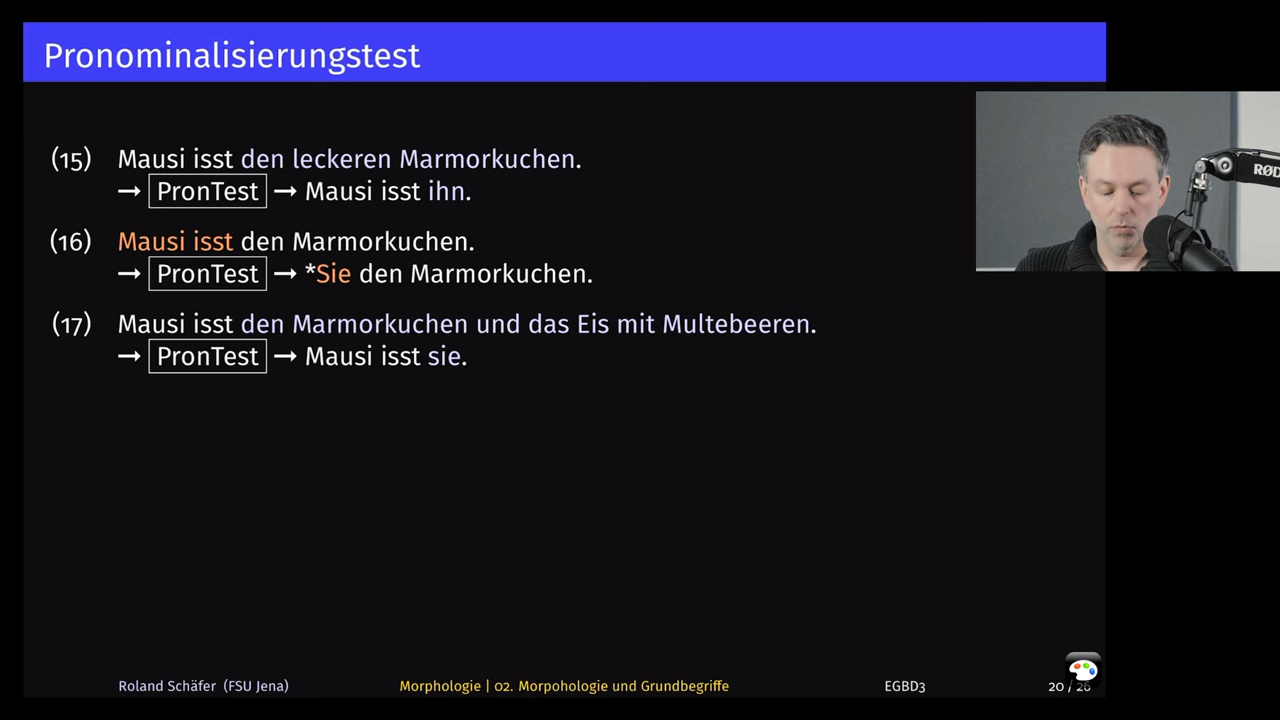 Pronominalisierungstest
(15) Mausi isst den leckeren Marmorkuchen.
→ PronTest → Mausi isst ihn.
(16) Mausi isst den Marmorkuchen.
→ PronTest → *Sie den Marmorkuchen.
(17) Mausi isst den Marmorkuchen und das Eis mit Multebeeren.
→ PronTest → Mausi isst sie.
RØD
Roland Schäfer (FSU Jena) Morphologie | 02. Morpohologie und Grundbegriffe EGBD3 20 / 26